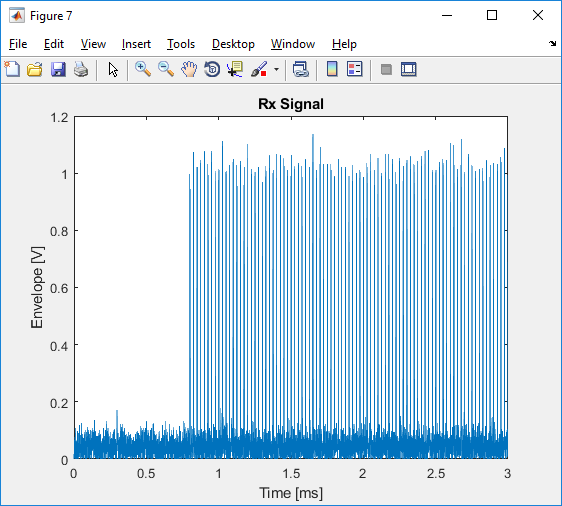 Figure 7
File Edit View Insert Tools Desktop Window Help
Rx Signal
1.2
1
0.8
0.6
0.4
0.2
0
Envelope [V]
0 0.5 1 1.5 2 2.5 3
Time [ms]